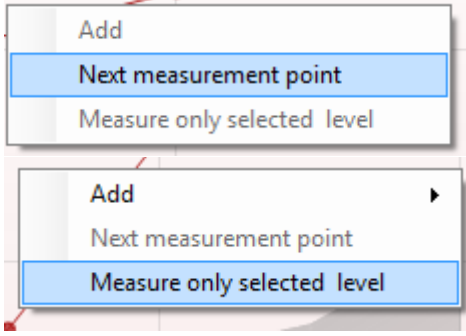 Add
Next measurement point
Measure only selected level
Add
Next measurement point
Measure only selected level